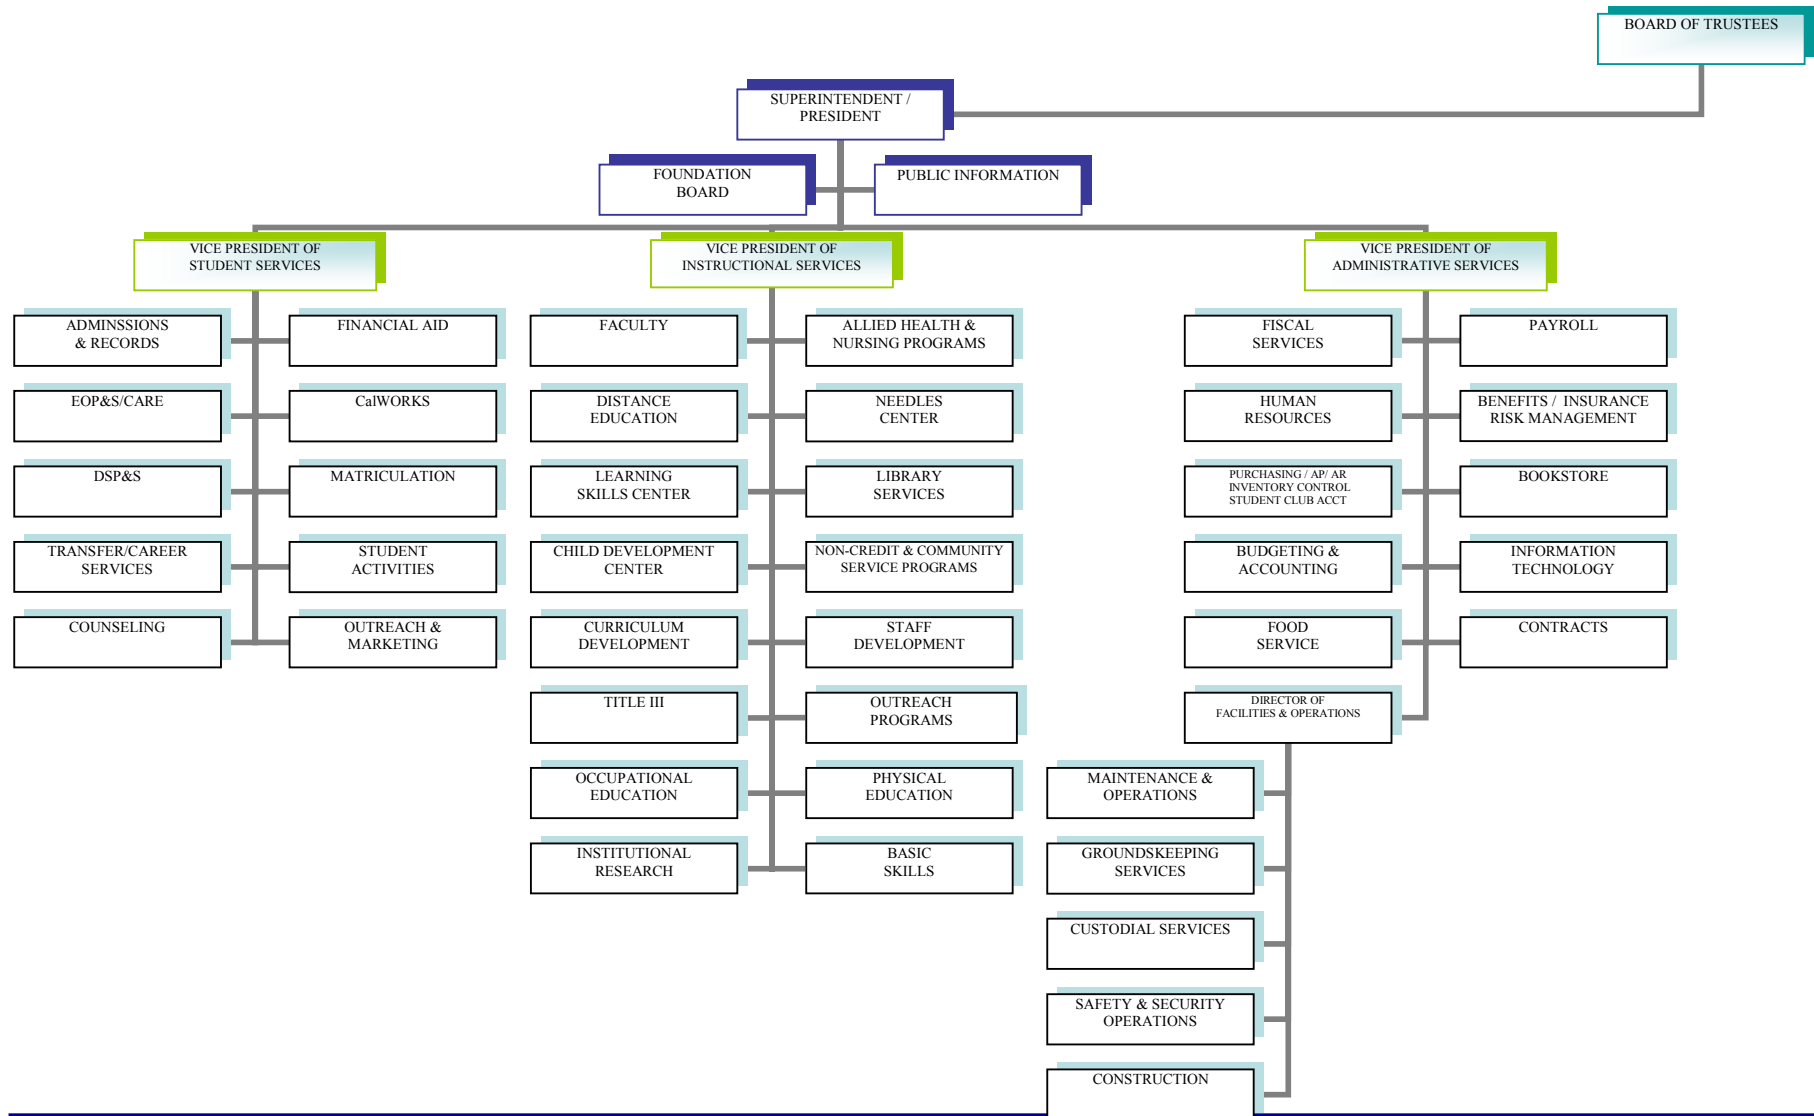 BOARD OF TRUSTEES
SUPERINTENDENT /
PRESIDENT
FOUNDATION
BOARD
PUBLIC INFORMATION
VICE PRESIDENT OF
STUDENT SERVICES
VICE PRESIDENT OF
INSTRUCTIONAL SERVICES
VICE PRESIDENT OF
ADMINISTRATIVE SERVICES
ADMINSSIONS
& RECORDS
FINANCIAL AID
FACULTY
ALLIED HEALTH &
NURSING PROGRAMS
FISCAL
SERVICES
PAYROLL
EOP&S/CARE
CalWORKS
DISTANCE
EDUCATION
NEEDLES
CENTER
HUMAN
RESOURCES
BENEFITS / INSURANCE
RISK MANAGEMENT
DSP&S
MATRICULATION
LEARNING
SKILLS CENTER
LIBRARY
SERVICES
PURCHASING / AP/ AR
INVENTORY CONTROL
STUDENT CLUB ACCT
BOOKSTORE
TRANSFER/CAREER
SERVICES
STUDENT
ACTIVITIES
CHILD DEVELOPMENT
CENTER
NON-CREDIT & COMMUNITY
SERVICE PROGRAMS
BUDGETING &
ACCOUNTING
INFORMATION
TECHNOLOGY
COUNSELING
OUTREACH &
MARKETING
CURRICULUM
DEVELOPMENT
STAFF
DEVELOPMENT
FOOD
SERVICE
CONTRACTS
TITLE III
OUTREACH
PROGRAMS
DIRECTOR OF
FACILITIES & OPERATIONS
OCCUPATIONAL
EDUCATION
PHYSICAL
EDUCATION
MAINTENANCE &
OPERATIONS
INSTITUTIONAL
RESEARCH
BASIC
SKILLS
GROUNDSKEEPING
SERVICES
CUSTODIAL SERVICES
SAFETY & SECURITY
OPERATIONS
CONSTRUCTION